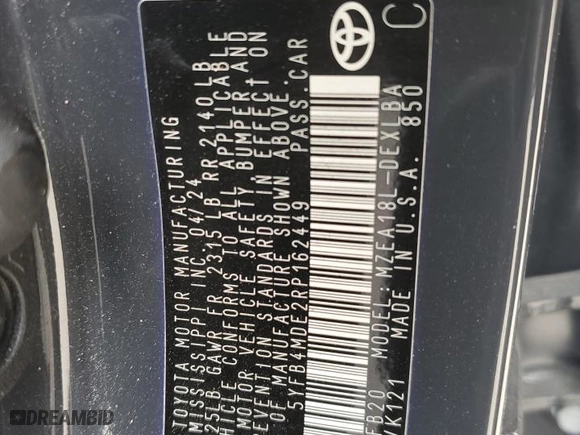 TOYOTA MOTOR MANUFACTURING
MISSISSIPPI INC. 04/24
25LB GAWR FR 2315 LB RR 2140 LB
VEHICLE CONFORMS TO ALL APPLICABLE
MOTOR VEHICLE SAFETY, BUMPER, AND
EVENTION STANDARDS IN EFFECT ON
OF MANUFACTURE SHOWN ABOVE.
5YFB4MDE2RP162449 PASS.CAR
C
FB20 MODEL: MZEA18L-DEXLBA
/K121 MADE IN U.S.A. 850
DREAMBID